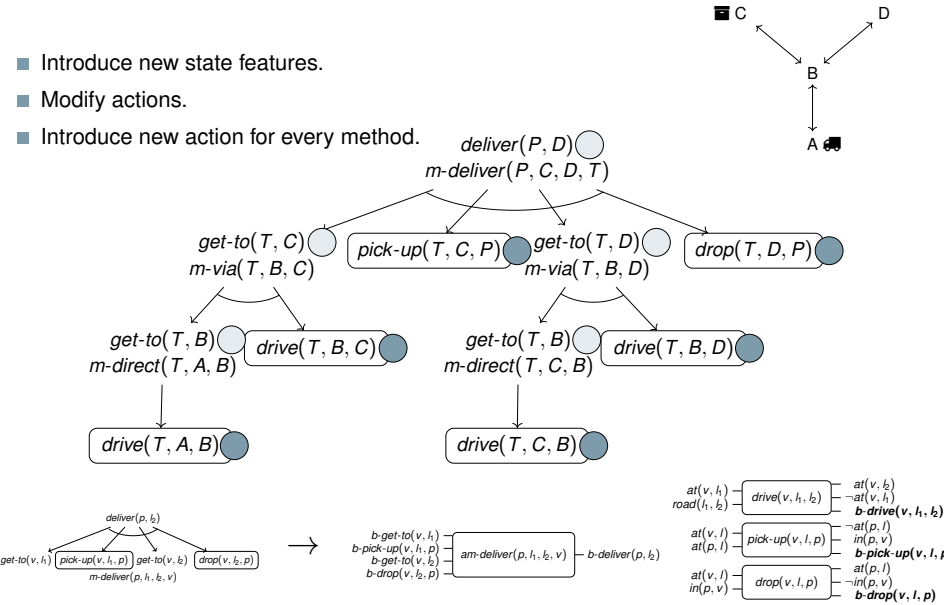 C
D
B
A
Introduce new state features.
Modify actions.
Introduce new action for every method.
deliver(P, D)
m-deliver(P, C, D, T)
get-to(T, C)
m-via(T, B, C)
pick-up(T, C, P)
get-to(T, D)
m-via(T, B, D)
drop(T, D, P)
get-to(T, B)
m-direct(T, A, B)
drive(T, B, C)
get-to(T, B)
m-direct(T, C, B)
drive(T, B, D)
drive(T, A, B)
drive(T, C, B)
deliver(p, l₂)
get-to(v, l₁) pick-up(v, l₁, p) get-to(v, l₂) drop(v, l₂, p)
m-deliver(p, l₁, l₂, v)
→
b-get-to(v, l₁)
b-pick-up(v, l₁, p)
b-get-to(v, l₂)
b-drop(v, l₂, p)
am-deliver(p, l₁, l₂, v)
b-deliver(p, l₂)
at(v, l₁)
road(l₁, l₂)
drive(v, l₁, l₂)
at(v, l₂)
¬at(v, l₁)
b-drive(v, l₁, l₂)
at(v, l)
at(p, l)
pick-up(v, l, p)
¬at(p, l)
in(p, v)
b-pick-up(v, l, p
at(v, l)
in(p, v)
drop(v, l, p)
at(p, l)
¬in(p, v)
b-drop(v, l, p)